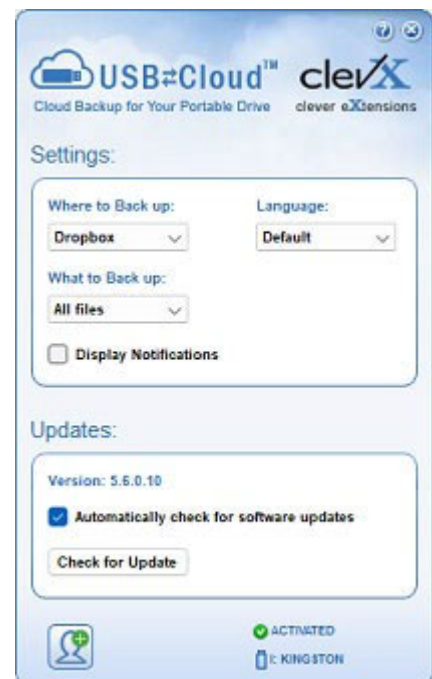 USB⇄Cloud™
Cloud Backup for Your Portable Drive
clevX
clever eXtensions
Settings:
Where to Back up: Language:
Dropbox Default
What to Back up:
All files
Display Notifications
Updates:
Version: 5.6.0.10
Automatically check for software updates
Check for Update
ACTIVATED
I: KINGSTON